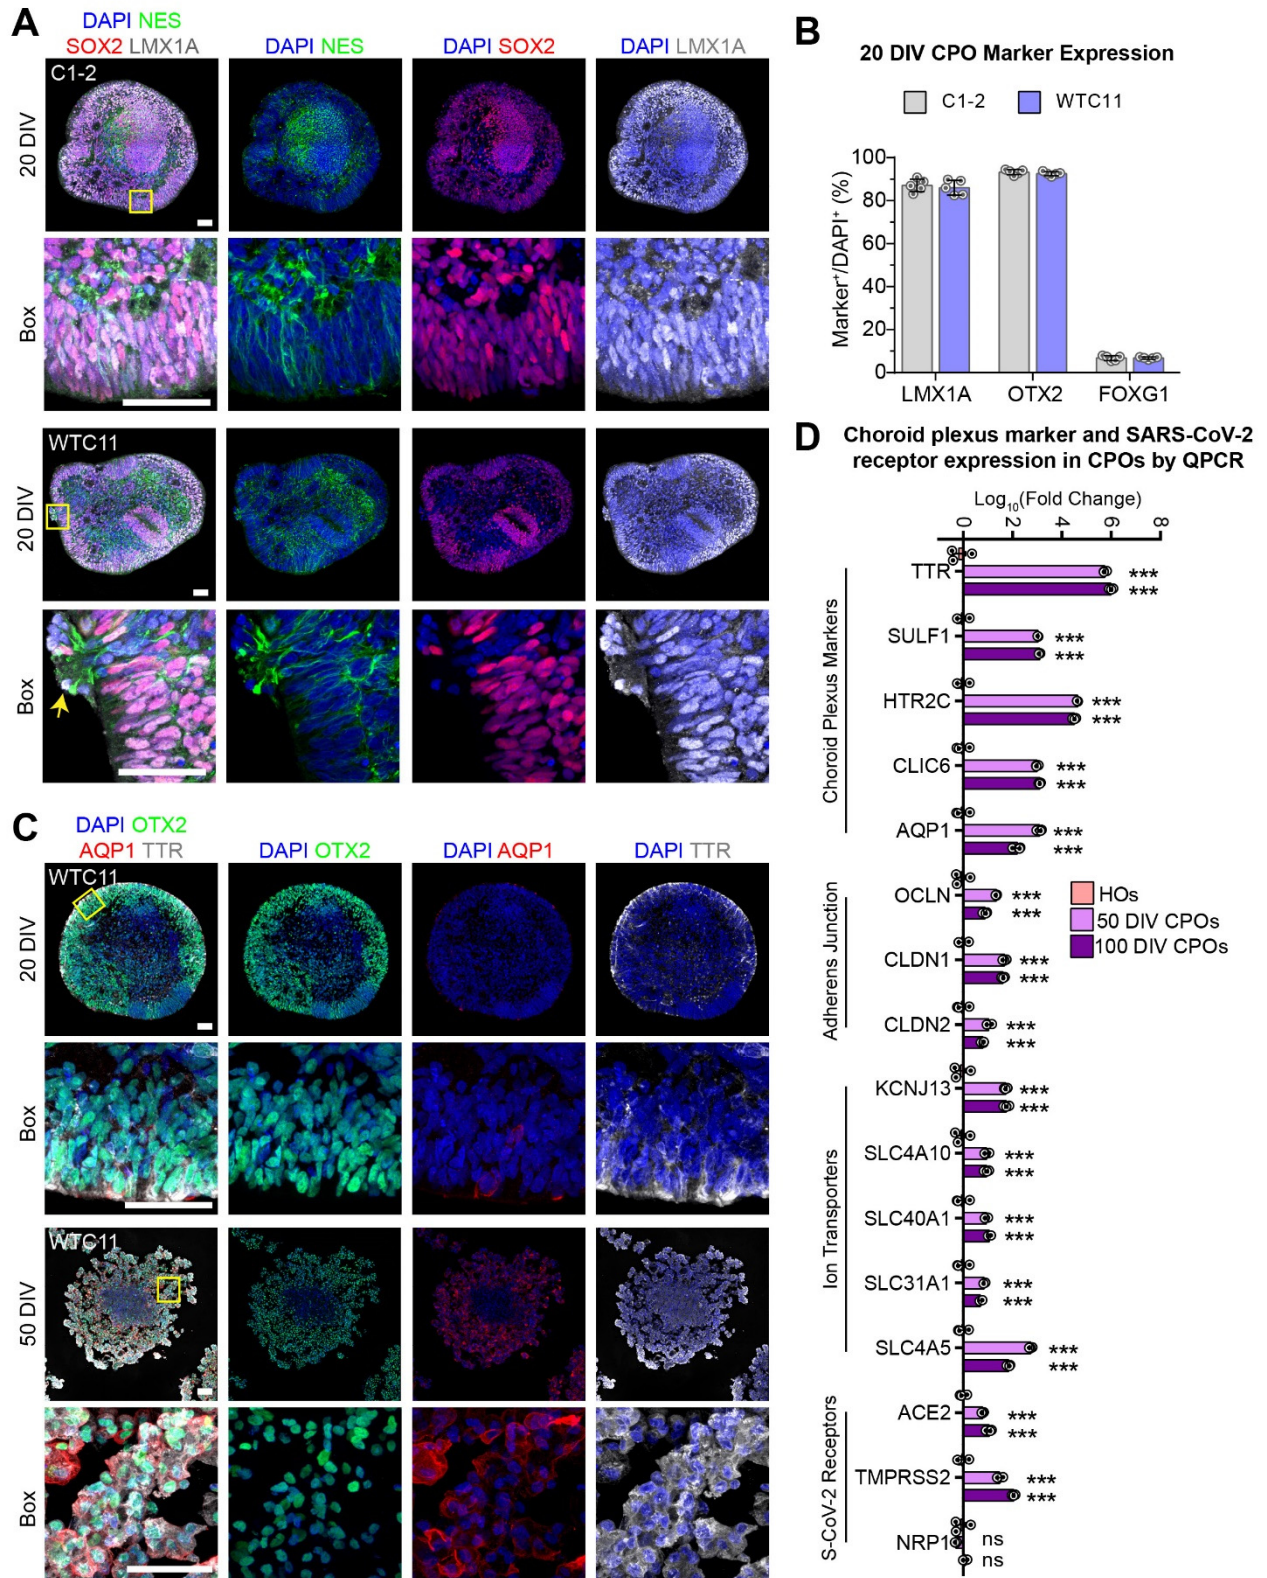 A
DAPI NES
SOX2 LMX1A
DAPI NES
DAPI SOX2
DAPI LMX1A
C1-2
20 DIV
Box
WTC11
20 DIV
Box
B
20 DIV CPO Marker Expression
C1-2
WTC11
Marker+/DAPI+ (%)
100
80
60
40
20
0
LMX1A
OTX2
FOXG1
C
DAPI OTX2
AQP1 TTR
DAPI OTX2
DAPI AQP1
DAPI TTR
WTC11
20 DIV
Box
WTC11
50 DIV
Box
D
Choroid plexus marker and SARS-CoV-2
receptor expression in CPOs by QPCR
Log10(Fold Change)
0 2 4 6 8
Choroid Plexus Markers
TTR
***
***
SULF1
***
***
HTR2C
***
***
CLIC6
***
***
AQP1
***
***
Adherens Junction
OCLN
***
***
CLDN1
***
***
CLDN2
***
***
HOs
50 DIV CPOs
100 DIV CPOs
Ion Transporters
KCNJ13
***
***
SLC4A10
***
***
SLC40A1
***
***
SLC31A1
***
***
SLC4A5
***
***
S-CoV-2 Receptors
ACE2
***
***
TMPRSS2
***
***
NRP1
ns
ns